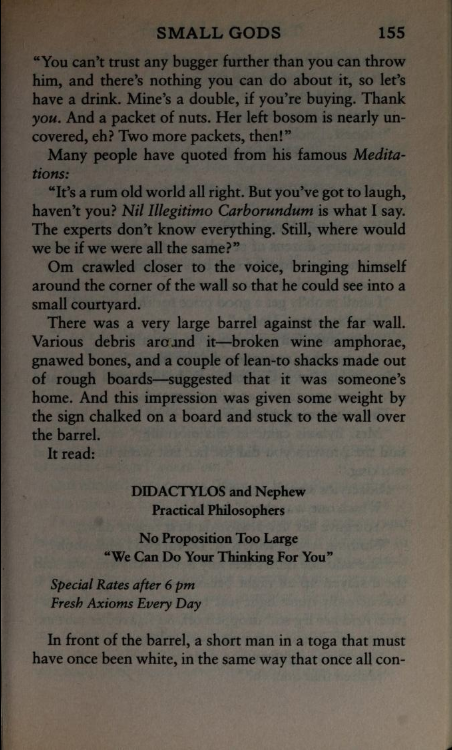 SMALL GODS 155
“You can't trust any bugger further than you can throw
him, and there's nothing you can do about it, so let's
have a drink. Mine's a double, if you're buying. Thank
you. And a packet of nuts. Her left bosom is nearly un-
covered, eh? Two more packets, then!”
Many people have quoted from his famous Medita-
tions:
“It's a rum old world all right. But you've got to laugh,
haven't you? Nil Illegitimo Carborundum is what I say.
The experts don't know everything. Still, where would
we be if we were all the same?”
Om crawled closer to the voice, bringing himself
around the corner of the wall so that he could see into a
small courtyard.
There was a very large barrel against the far wall.
Various debris around it—broken wine amphorae,
gnawed bones, and a couple of lean-to shacks made out
of rough boards—suggested that it was someone's
home. And this impression was given some weight by
the sign chalked on a board and stuck to the wall over
the barrel.
It read:
DIDACTYLOS and Nephew
Practical Philosophers
No Proposition Too Large
“We Can Do Your Thinking For You”
Special Rates after 6 pm
Fresh Axioms Every Day
In front of the barrel, a short man in a toga that must
have once been white, in the same way that once all con-